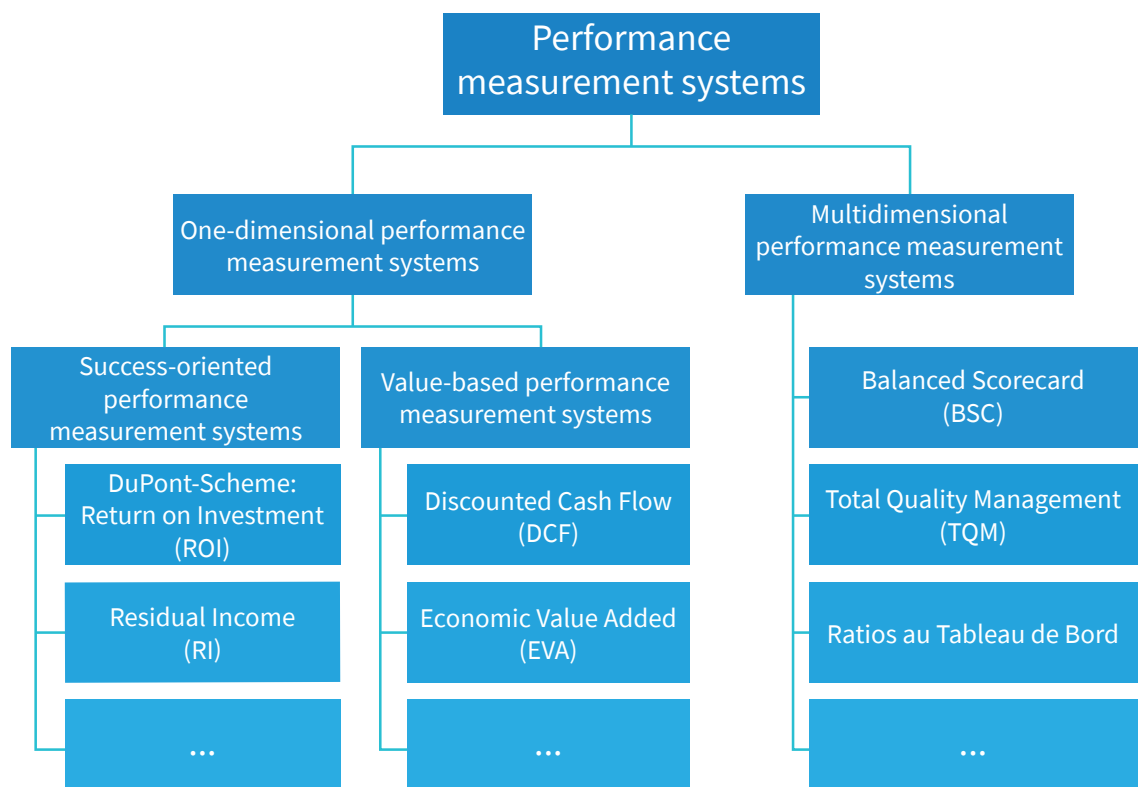 Performance
measurement systems
One-dimensional performance
measurement systems
Multidimensional
performance measurement
systems
Success-oriented
performance
measurement systems
Value-based performance
measurement systems
Balanced Scorecard
(BSC)
DuPont-Scheme:
Return on Investment
(ROI)
Discounted Cash Flow
(DCF)
Total Quality Management
(TQM)
Residual Income
(RI)
Economic Value Added
(EVA)
Ratios au Tableau de Bord
...
...
...